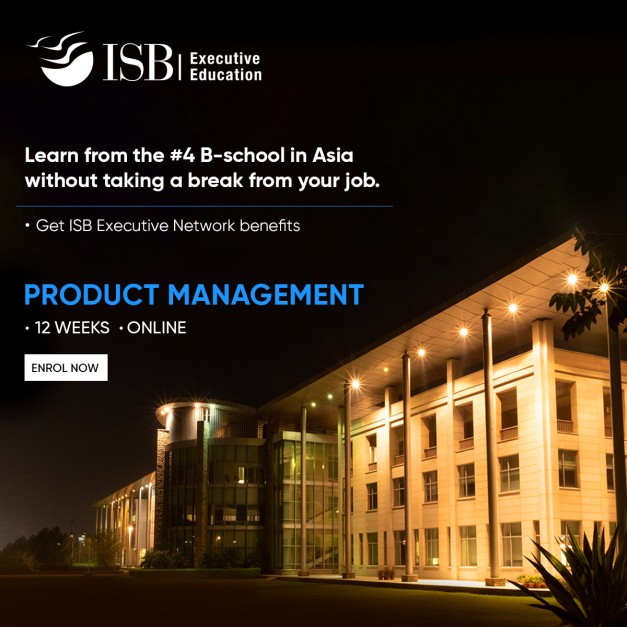 ISB | Executive
Education
Learn from the #4 B-school in Asia
without taking a break from your job.
• Get ISB Executive Network benefits
PRODUCT MANAGEMENT
• 12 WEEKS • ONLINE
ENROL NOW